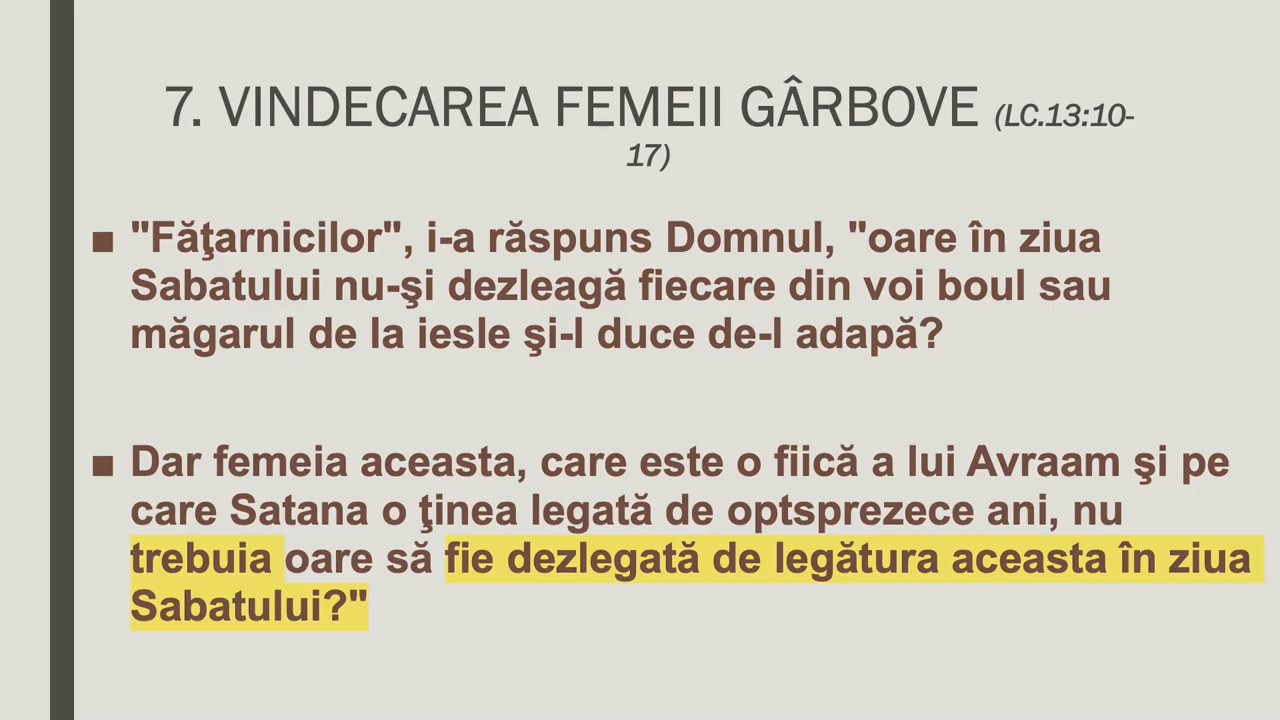 7. VINDECAREA FEMEII GÂRBOVE (LC.13:10-
17)
■ "Făţarnicilor", i-a răspuns Domnul, "oare în ziua
Sabatului nu-şi dezleagă fiecare din voi boul sau
măgarul de la iesle şi-l duce de-l adapă?
■ Dar femeia aceasta, care este o fiică a lui Avraam şi pe
care Satana o ţinea legată de optsprezece ani, nu
trebuia oare să fie dezlegată de legătura aceasta în ziua
Sabatului?"